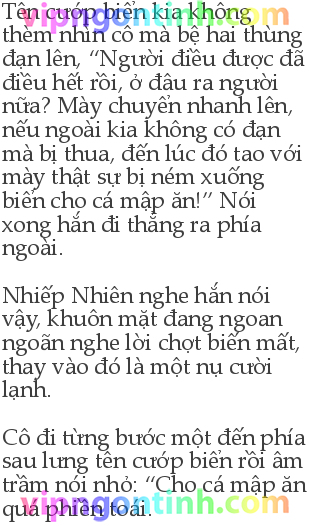 Tên cướp biển kia không
thèm nhìn cô mà bê hai thùng
đạn lên, “Người điều được đã
điều hết rồi, ở đâu ra người
nữa? Mày chuyển nhanh lên,
nếu ngoài kia không có đạn
mà bị thua, đến lúc đó tao với
mày thật sự bị ném xuống
biển cho cá mập ăn!” Nói
xong hắn đi thẳng ra phía
ngoài.
Nhiếp Nhiên nghe hắn nói
vậy, khuôn mặt đang ngoan
ngoãn nghe lời chợt biến mất,
thay vào đó là một nụ cười
lạnh.
Cô đi từng bước một đến phía
sau lưng tên cướp biển rồi âm
trầm nói nhỏ: “Cho cá mập ăn
quá phiền toái.
vipngontinh.com
vipngontinh.com